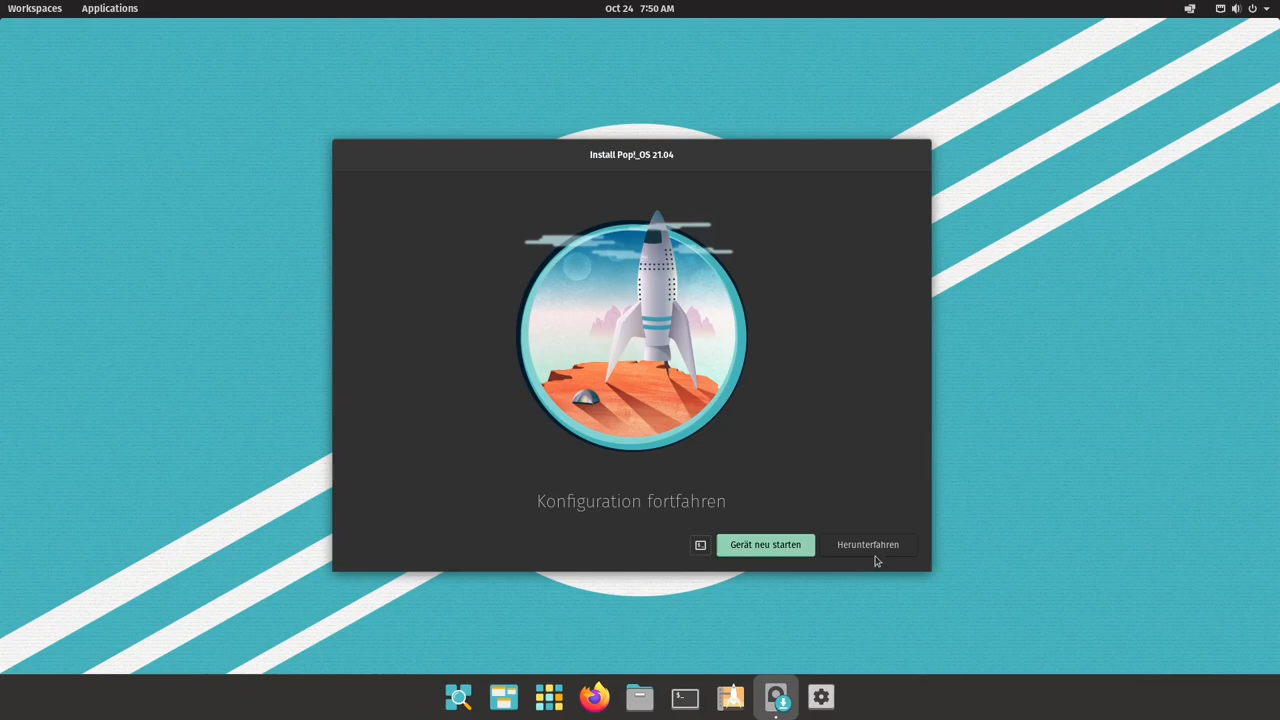 Workspaces Applications Oct 24 7:50 AM
Install Pop!_OS 21.04
Konfiguration fortfahren
Gerät neu starten Herunterfahren